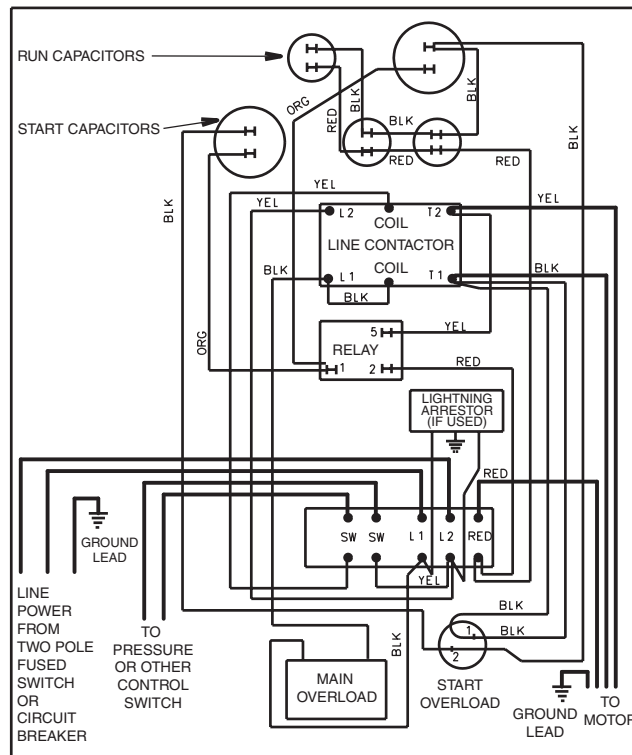 RUN CAPACITORS
START CAPACITORS
ORG
RED
BLK
BLK
RED
BLK
RED
BLK
BLK
YEL
YEL
L2
COIL
T2
YEL
LINE CONTACTOR
BLK
L1
COIL
T1
BLK
BLK
ORG
5
YEL
RELAY
1
2
RED
LIGHTNING
ARRESTOR
(IF USED)
RED
GROUND
LEAD
SW
SW
L1
L2
RED
YEL
LINE
POWER
FROM
TWO POLE
FUSED
SWITCH
OR
CIRCUIT
BREAKER
TO
PRESSURE
OR OTHER
CONTROL
SWITCH
BLK
MAIN
OVERLOAD
BLK
1
BLK
2
START
OVERLOAD
GROUND
LEAD
TO
MOTOR